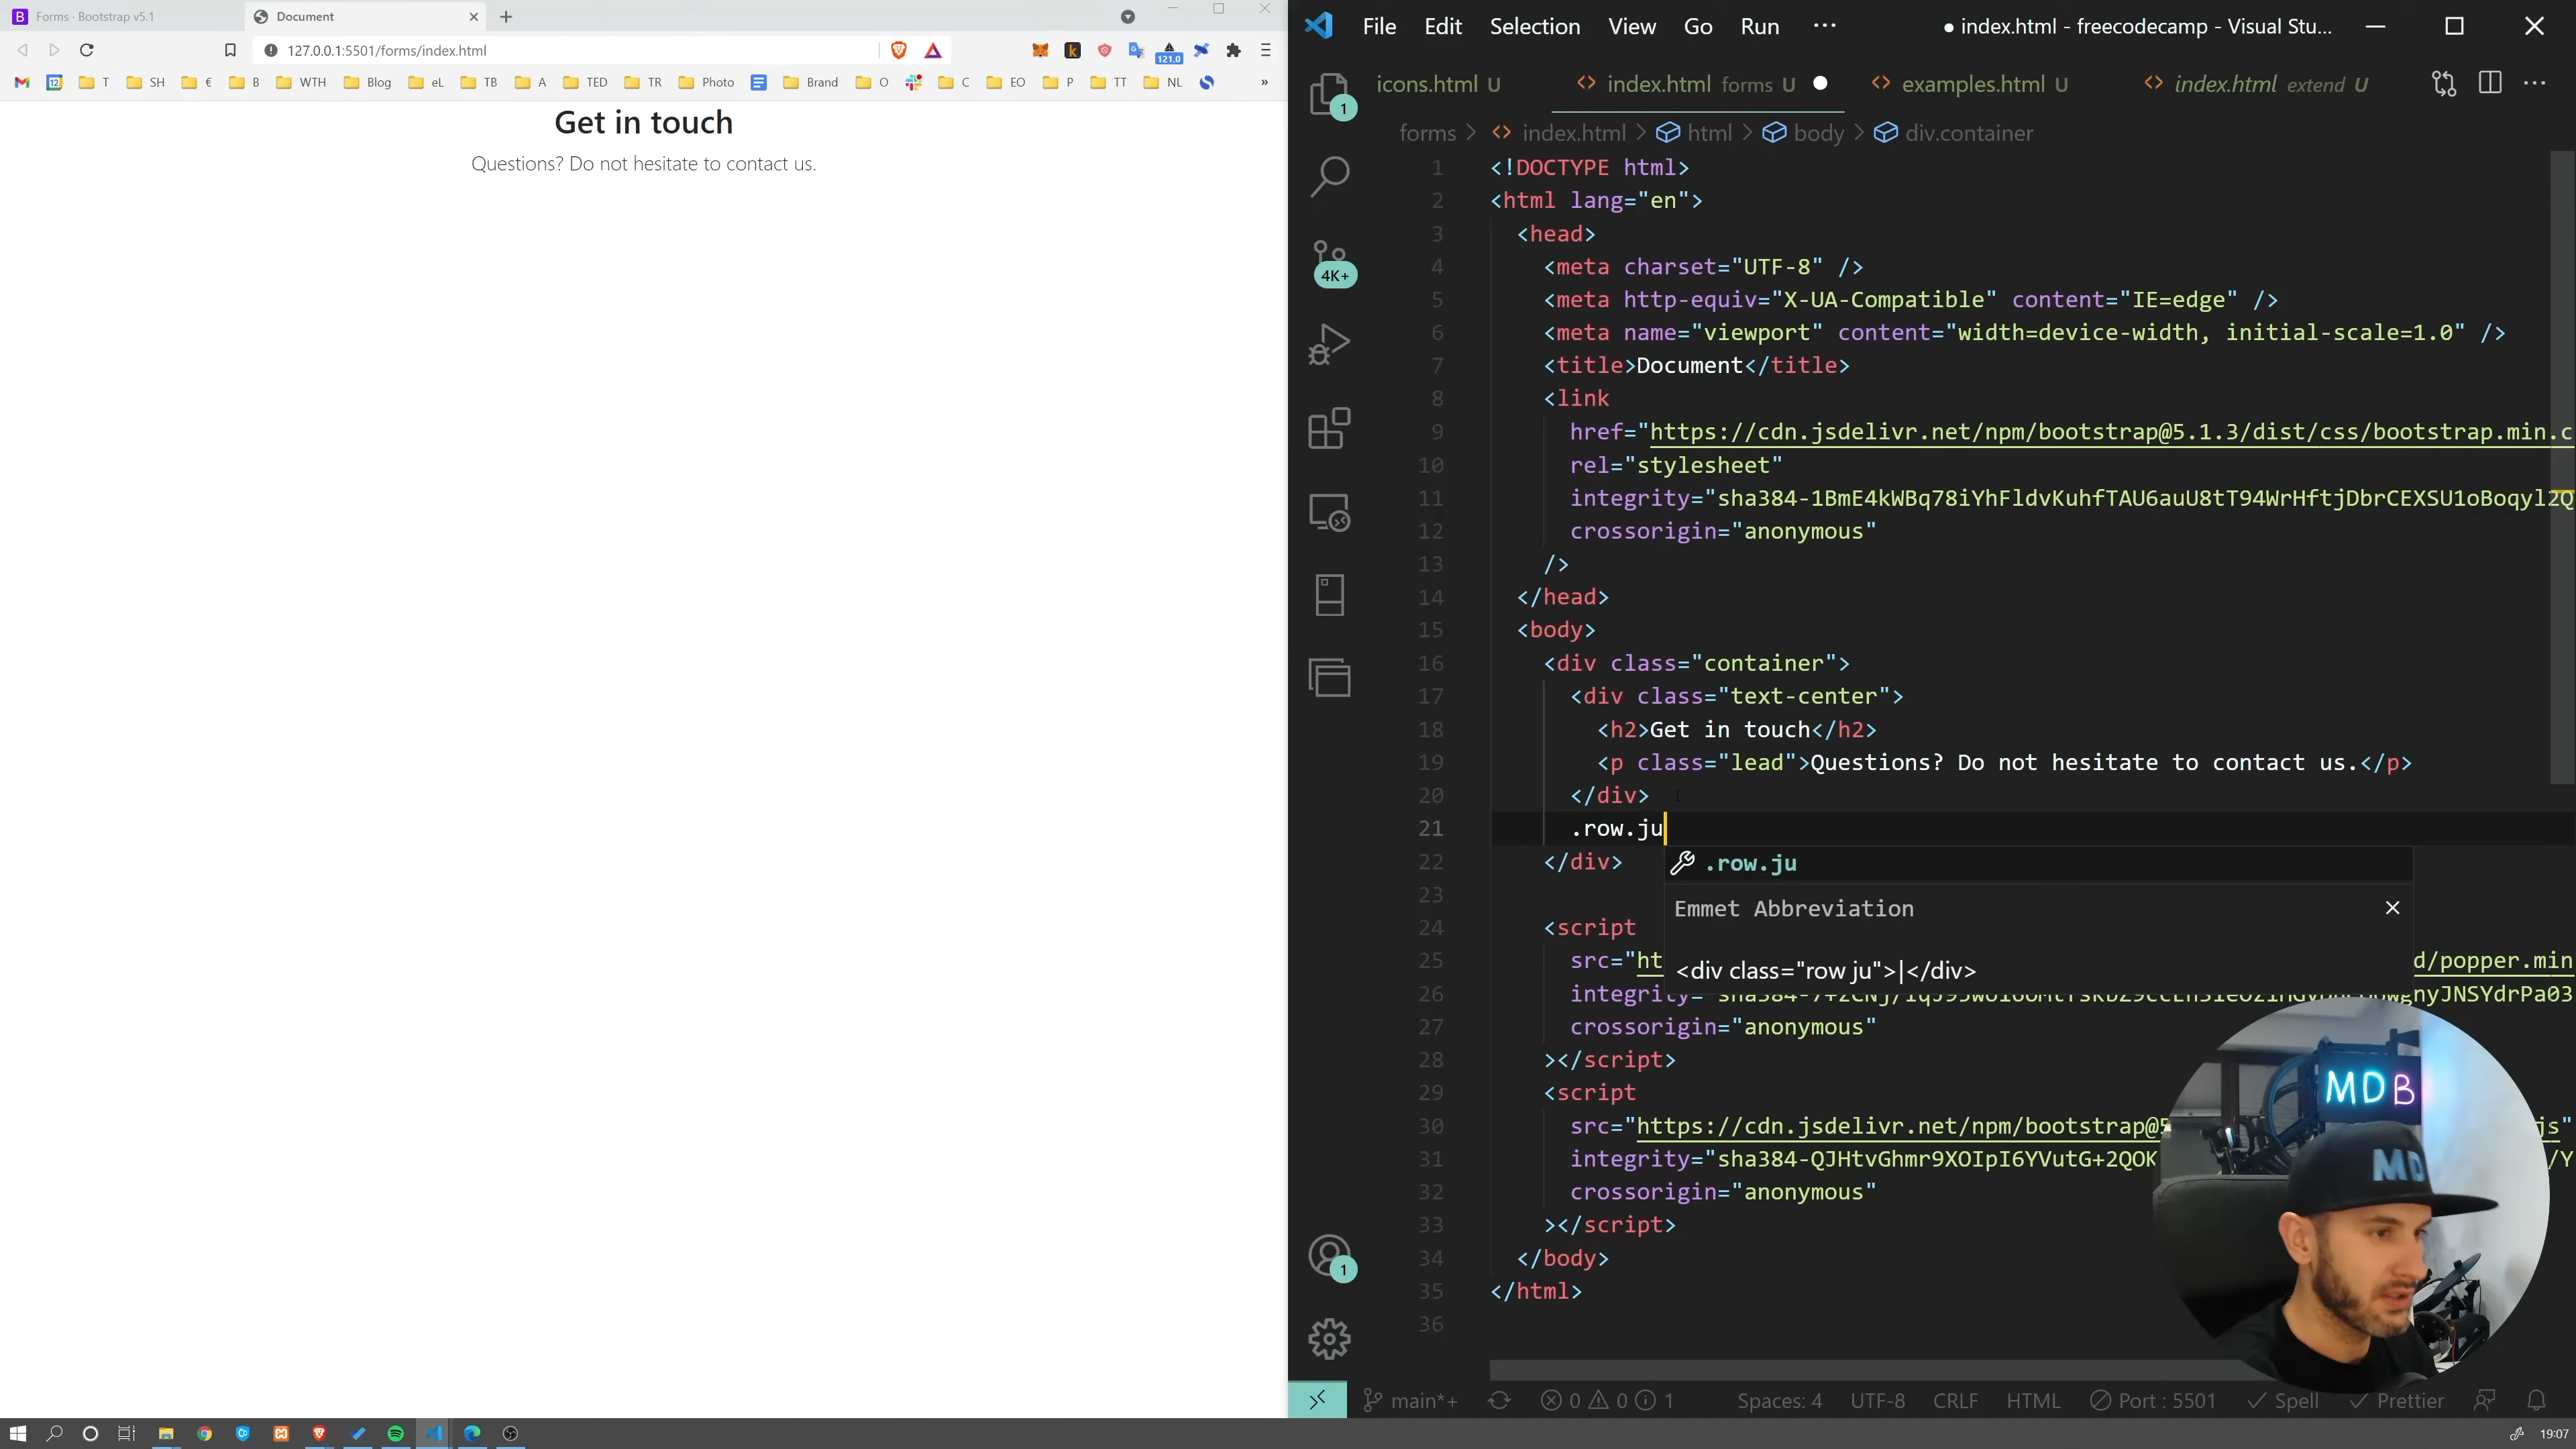 Forms · Bootstrap v5.1
Document
127.0.0.1:5501/forms/index.html
121.0
12 T SH € B WTH Blog eL TB A TED TR Photo Brand O C EO P TT NL »
Get in touch
Questions? Do not hesitate to contact us.
File Edit Selection View Go Run ··· ● index.html - freecodecamp - Visual Stu...
icons.html U index.html forms U ● examples.html U index.html extend U
forms > index.html > html > body > div.container
1 <!DOCTYPE html>
2 <html lang="en">
3 <head>
4 <meta charset="UTF-8" />
5 <meta http-equiv="X-UA-Compatible" content="IE=edge" />
6 <meta name="viewport" content="width=device-width, initial-scale=1.0" />
7 <title>Document</title>
8 <link
9 href="https://cdn.jsdelivr.net/npm/bootstrap@5.1.3/dist/css/bootstrap.min.c
10 rel="stylesheet"
11 integrity="sha384-1BmE4kWBq78iYhFldvKuhfTAU6auU8tT94WrHftjDbrCEXSU1oBoqyl2Q
12 crossorigin="anonymous"
13 />
14 </head>
15 <body>
16 <div class="container">
17 <div class="text-center">
18 <h2>Get in touch</h2>
19 <p class="lead">Questions? Do not hesitate to contact us.</p>
20 </div>
21 .row.ju
.row.ju
22 </div>
23
Emmet Abbreviation
24 <script
<div class="row ju">|</div>
25 src="ht d/popper.min
26 integrity=
27 crossorigin="anonymous"
28 ></script>
29 <script
30 src="https://cdn.jsdelivr.net/npm/bootstrap@5 js"
31 integrity="sha384-QJHtvGhmr9XOIpI6YVutG+2QOK /Y
32 crossorigin="anonymous"
33 ></script>
34 </body>
35 </html>
36
1
4K+
1
MDB
MD
main*+ 0 0 1 Spaces: 4 UTF-8 CRLF HTML Port : 5501 Spell Prettier
19:07